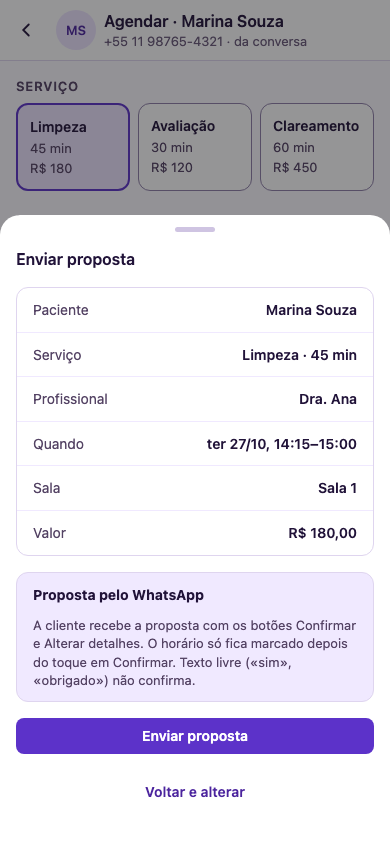 MS
Agendar · Marina Souza
+55 11 98765-4321 · da conversa
SERVIÇO
Limpeza
45 min
R$ 180
Avaliação
30 min
R$ 120
Clareamento
60 min
R$ 450
Enviar proposta
Paciente Marina Souza
Serviço Limpeza · 45 min
Profissional Dra. Ana
Quando ter 27/10, 14:15–15:00
Sala Sala 1
Valor R$ 180,00
Proposta pelo WhatsApp
A cliente recebe a proposta com os botões Confirmar
e Alterar detalhes. O horário só fica marcado depois
do toque em Confirmar. Texto livre («sim»,
«obrigado») não confirma.
Enviar proposta
Voltar e alterar